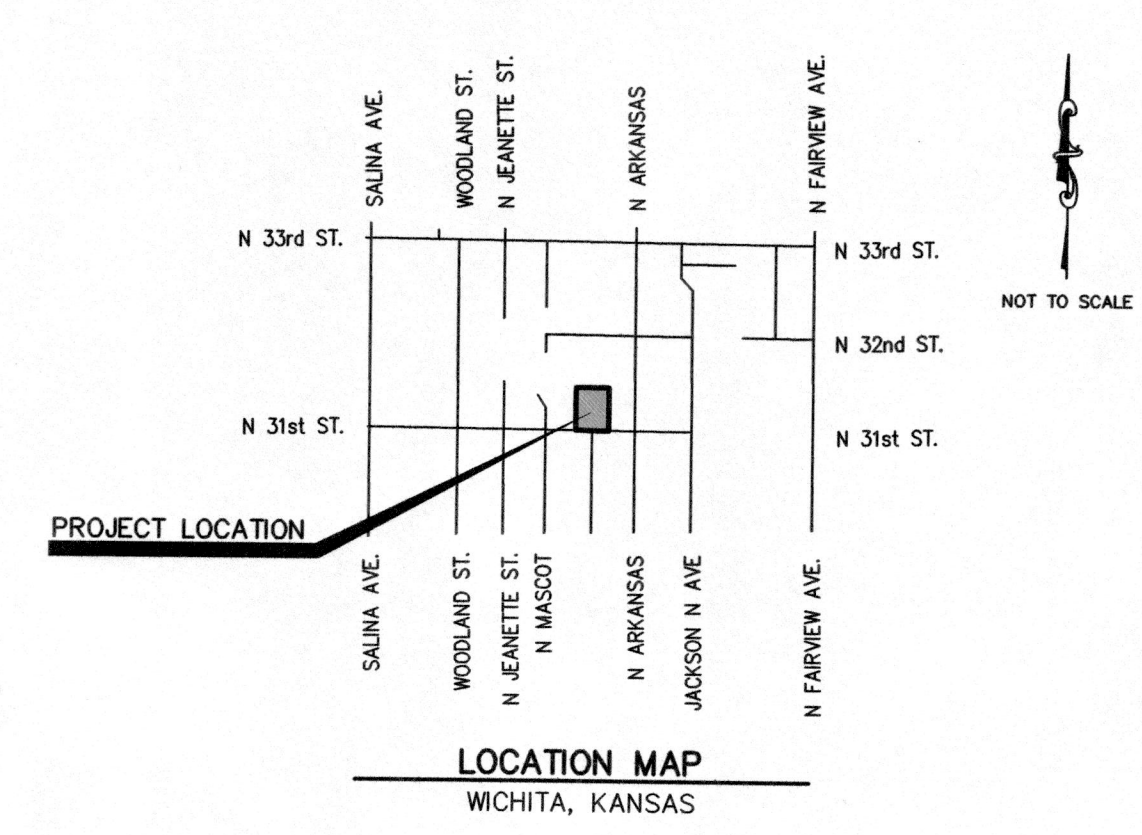 SALINA AVE.
WOODLAND ST.
N JEANETTE ST.
N ARKANSAS
N FAIRVIEW AVE.
N 33rd ST.
N 33rd ST.
NOT TO SCALE
N 32nd ST.
N 31st ST.
N 31st ST.
PROJECT LOCATION
SALINA AVE.
WOODLAND ST.
N JEANETTE ST.
N MASCOT
N ARKANSAS
JACKSON N AVE
N FAIRVIEW AVE.
LOCATION MAP
WICHITA, KANSAS